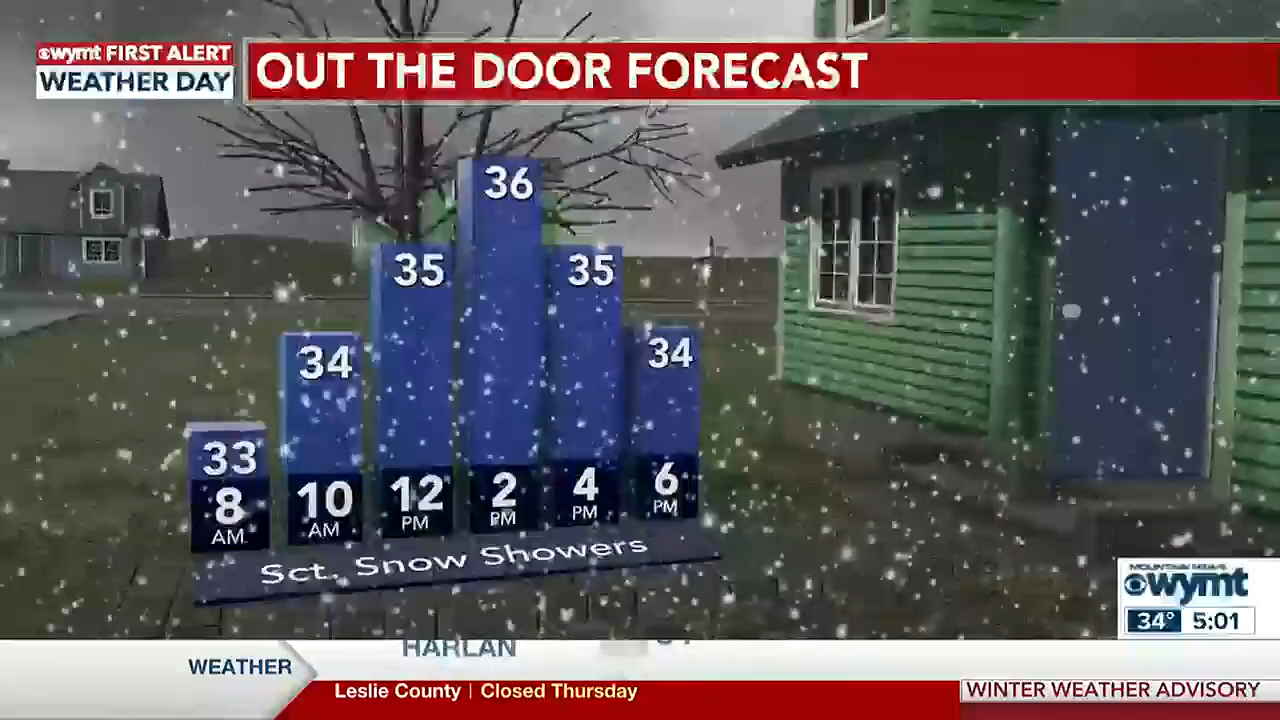 wymt FIRST ALERT
WEATHER DAY
OUT THE DOOR FORECAST
36
35
35
34
34
33
8
AM
10
AM
12
PM
2
PM
4
PM
6
PM
Sct. Snow Showers
MOUNTAIN NEWS
wymt
34° 5:01
WEATHER
HARLAN
Leslie County | Closed Thursday
WINTER WEATHER ADVISORY